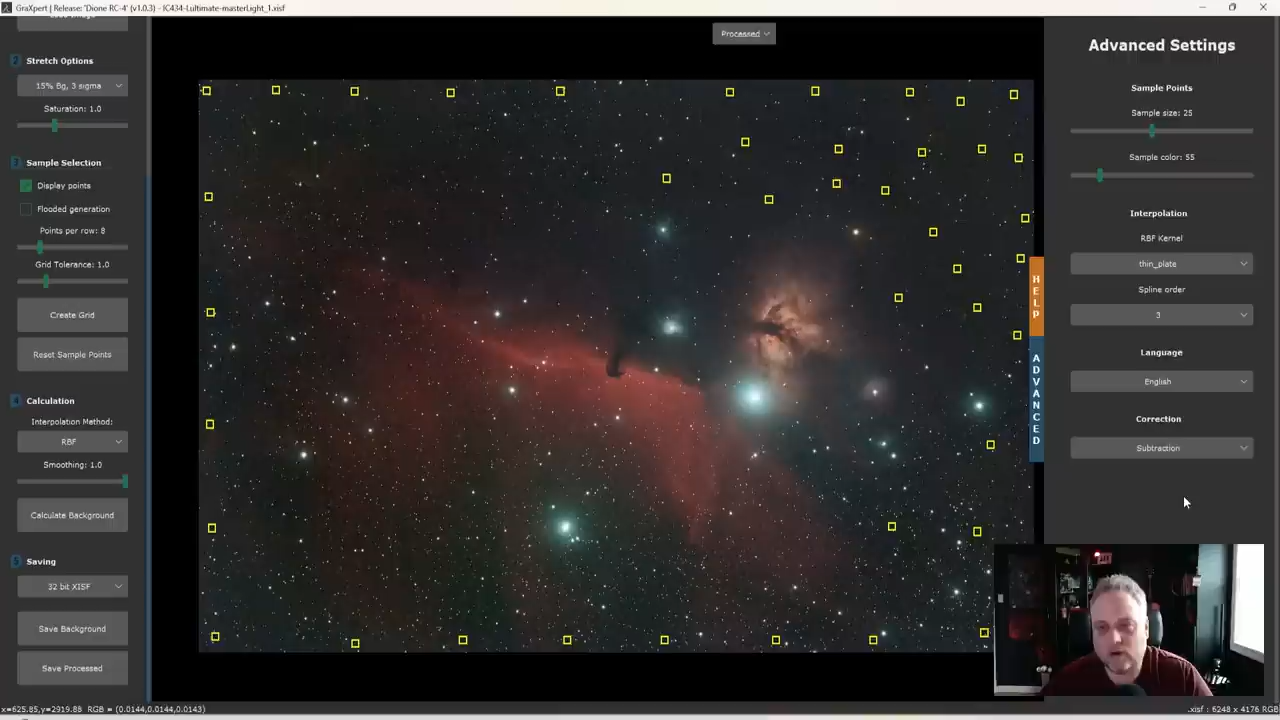 GraXpert | Release: 'Dione RC-4' (v1.0.3) - IC434-Lultimate-masterLight_1.xisf
Processed
2 Stretch Options
15% Bg, 3 sigma
Saturation: 1.0
3 Sample Selection
Display points
Flooded generation
Points per row: 8
Grid Tolerance: 1.0
Create Grid
Reset Sample Points
4 Calculation
Interpolation Method:
RBF
Smoothing: 1.0
Calculate Background
5 Saving
32 bit XISF
Save Background
Save Processed
HELP
ADVANCED
Advanced Settings
Sample Points
Sample size: 25
Sample color: 55
Interpolation
RBF Kernel
thin_plate
Spline order
3
Language
English
Correction
Subtraction
x=625.85,y=2919.88 RGB = (0.0144,0.0144,0.0143)
.xisf : 6248 x 4176 RGB